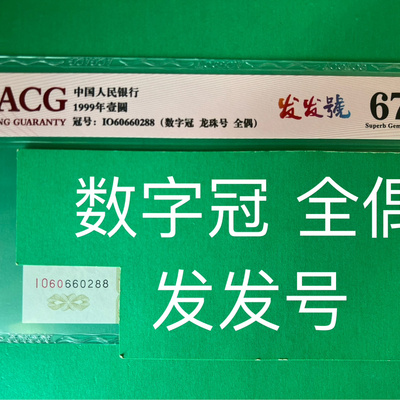 ACG
NG GUARANTY
中国人民银行
1999年壹圆
冠号：IO60660288（数字冠 龙珠号 全偶）
发发號
67
Superb Gem
数字冠 全偶
发发号
IO60660288